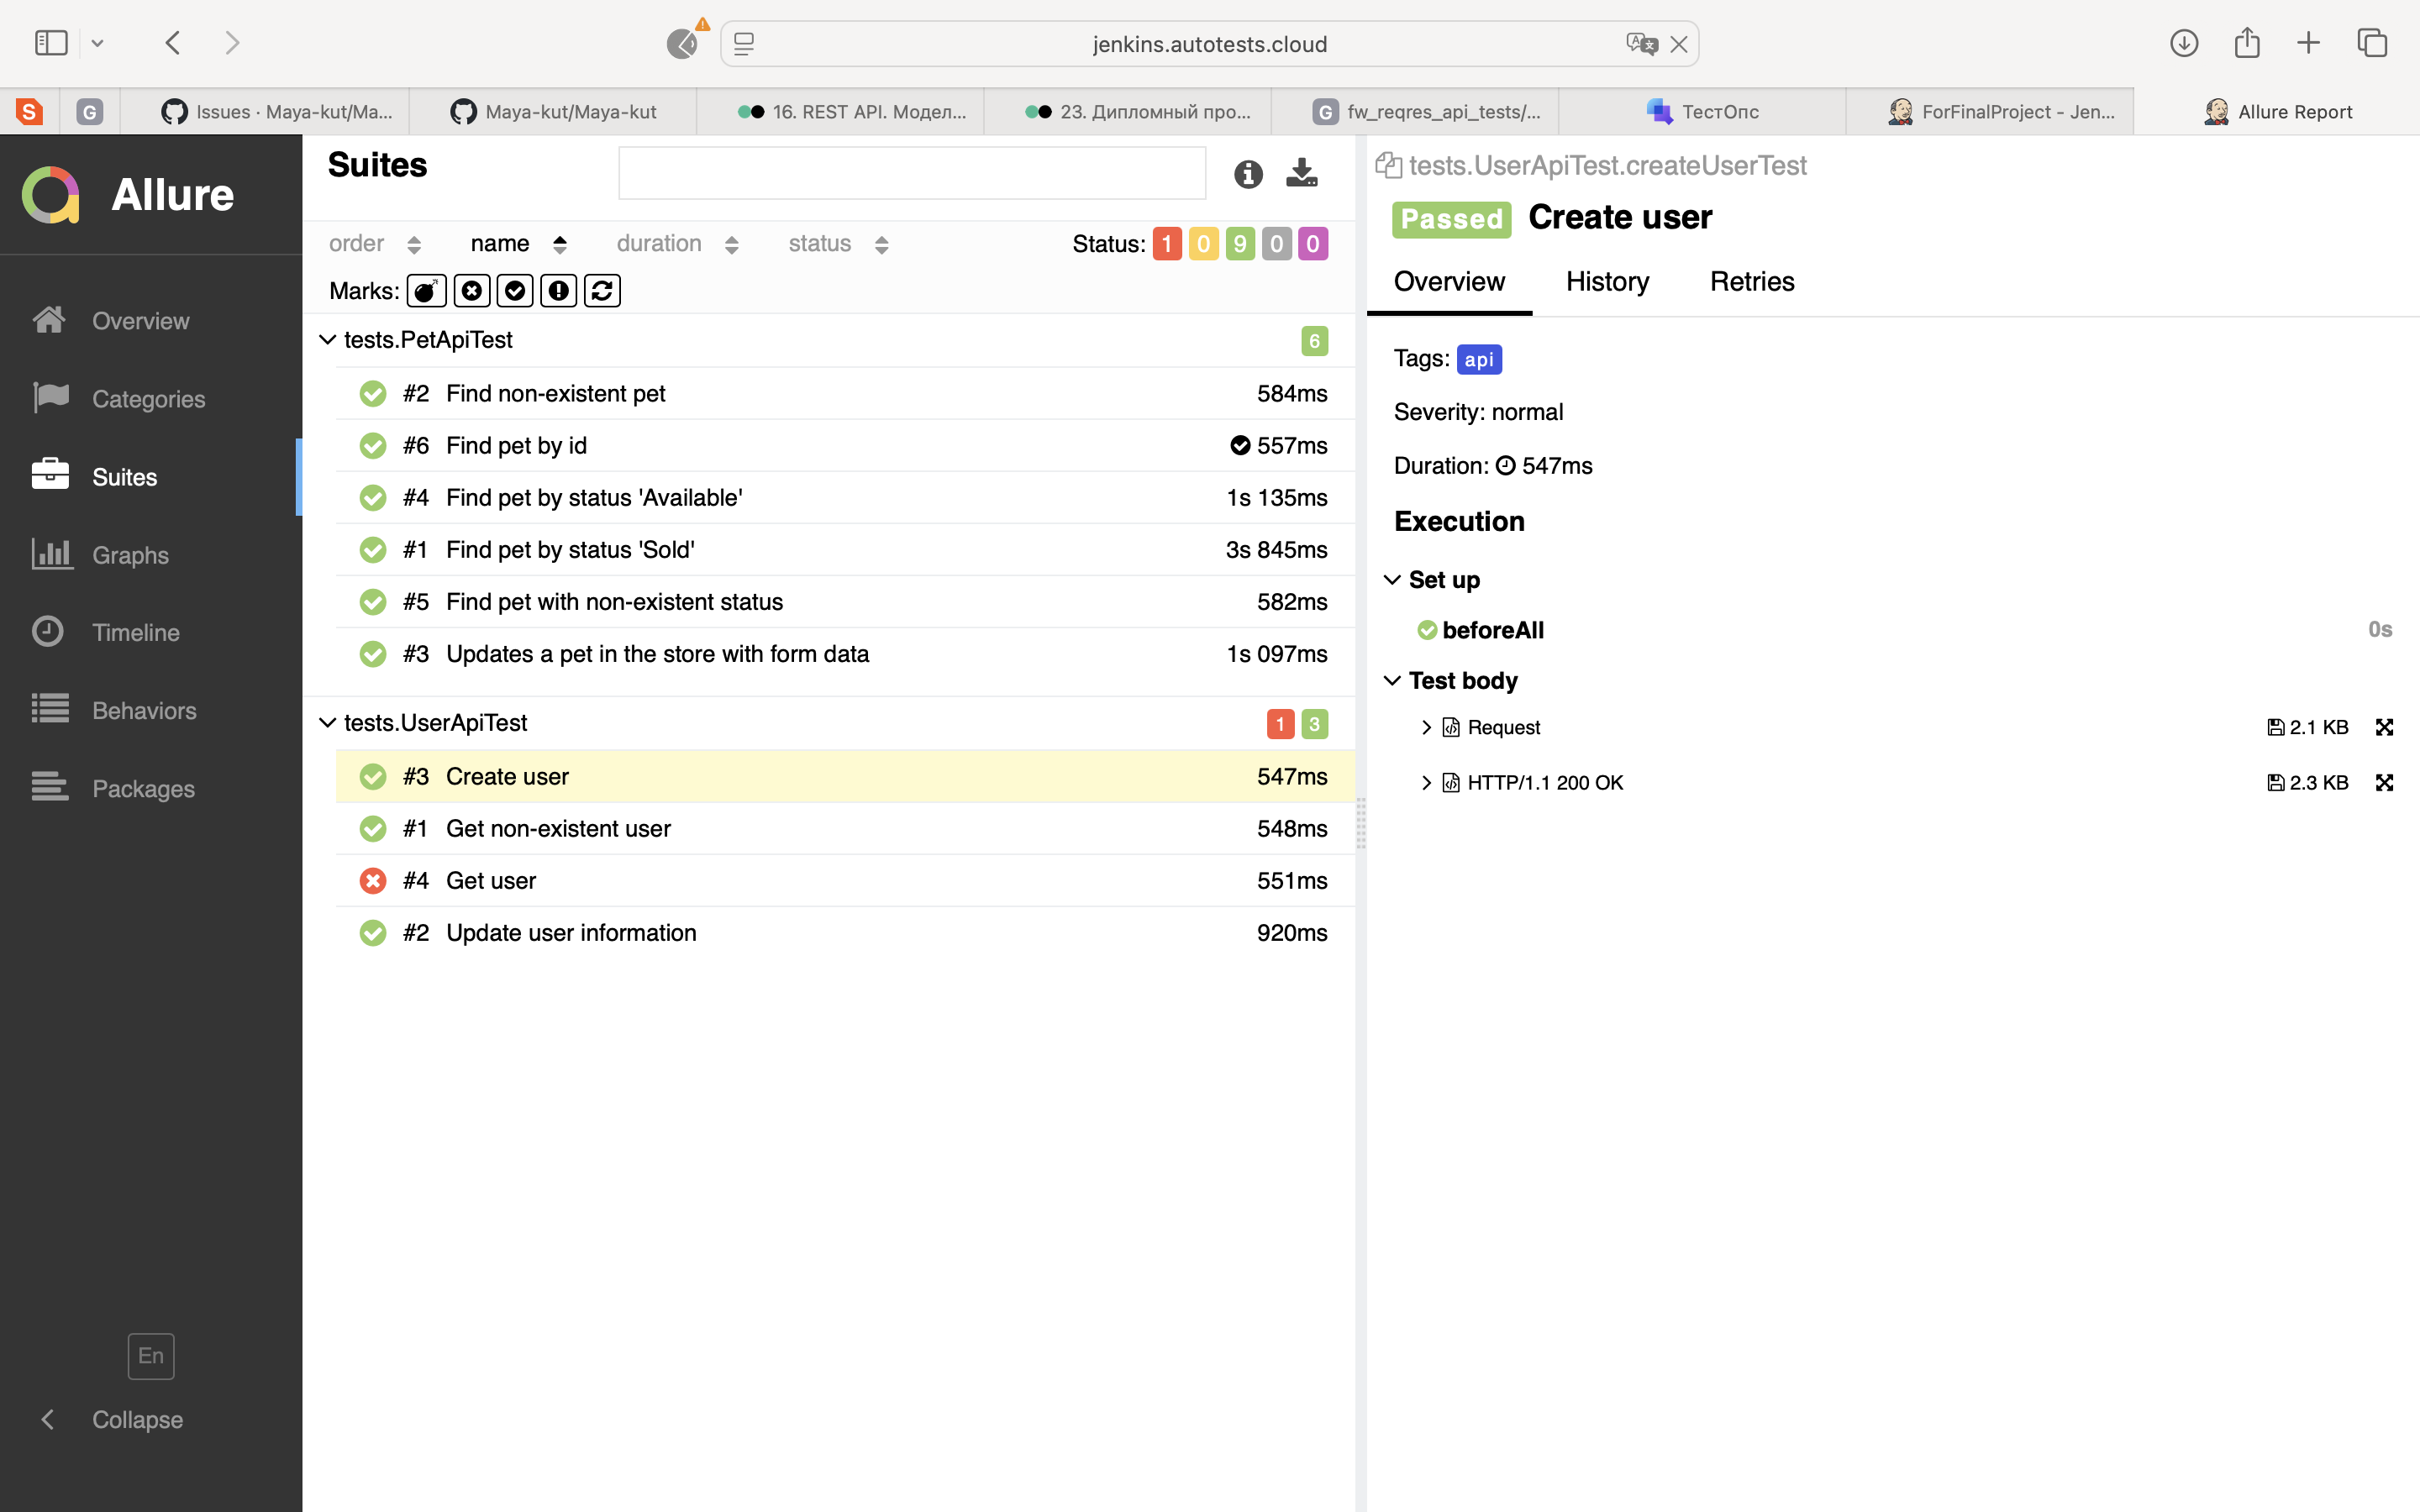 jenkins.autotests.cloud
S
G
Issues · Maya-kut/Ma...
Maya-kut/Maya-kut
16. REST API. Модел...
23. Дипломный про...
G fw_reqres_api_tests/...
ТестОпс
ForFinalProject - Jen...
Allure Report
Allure
Overview
Categories
Suites
Graphs
Timeline
Behaviors
Packages
En
Collapse
Suites
order name duration status Status: 1 0 9 0 0
Marks:
tests.PetApiTest 6
#2 Find non-existent pet 584ms
#6 Find pet by id 557ms
#4 Find pet by status 'Available' 1s 135ms
#1 Find pet by status 'Sold' 3s 845ms
#5 Find pet with non-existent status 582ms
#3 Updates a pet in the store with form data 1s 097ms
tests.UserApiTest 1 3
#3 Create user 547ms
#1 Get non-existent user 548ms
#4 Get user 551ms
#2 Update user information 920ms
tests.UserApiTest.createUserTest
Passed Create user
Overview History Retries
Tags: api
Severity: normal
Duration: 547ms
Execution
Set up
beforeAll 0s
Test body
Request 2.1 KB
HTTP/1.1 200 OK 2.3 KB